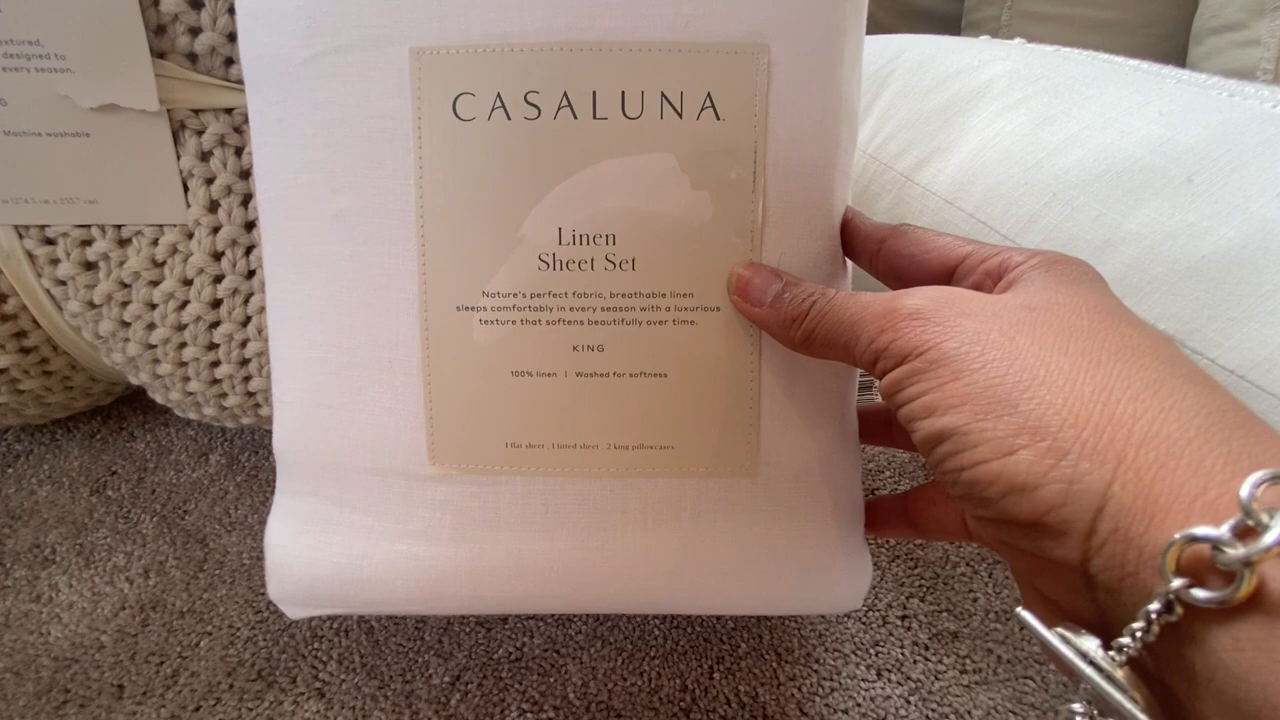 extured,
designed to
every season.
G
Machine washable
CASALUNA
Linen
Sheet Set
Nature's perfect fabric, breathable linen
sleeps comfortably in every season with a luxurious
texture that softens beautifully over time.
KING
100% linen | Washed for softness
1 flat sheet , 1 fitted sheet , 2 king pillowcases